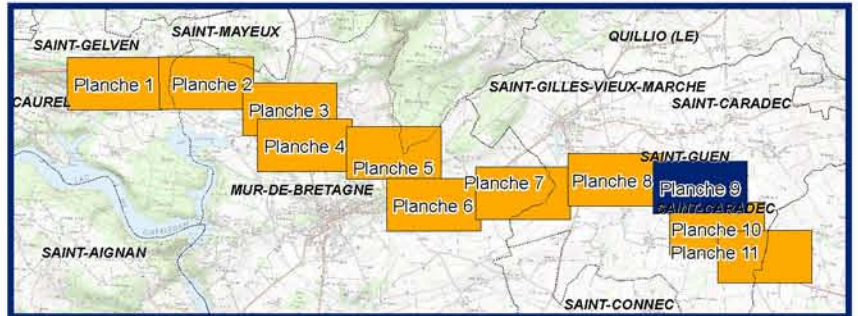 SAINT-MAYEUX
QUILLIO (LE)
SAINT-GELVEN
Planche 1
Planche 2
SAINT-GILLES-VIEUX-MARCHE
CAUREL
SAINT-CARADEC
Planche 3
Planche 4
SAINT-GUEN
Planche 5
Planche 7
Planche 8
Planche 9
MUR-DE-BRETAGNE
Planche 6
SAINT-CARADEC
Planche 10
SAINT-AIGNAN
Planche 11
SAINT-CONNEC